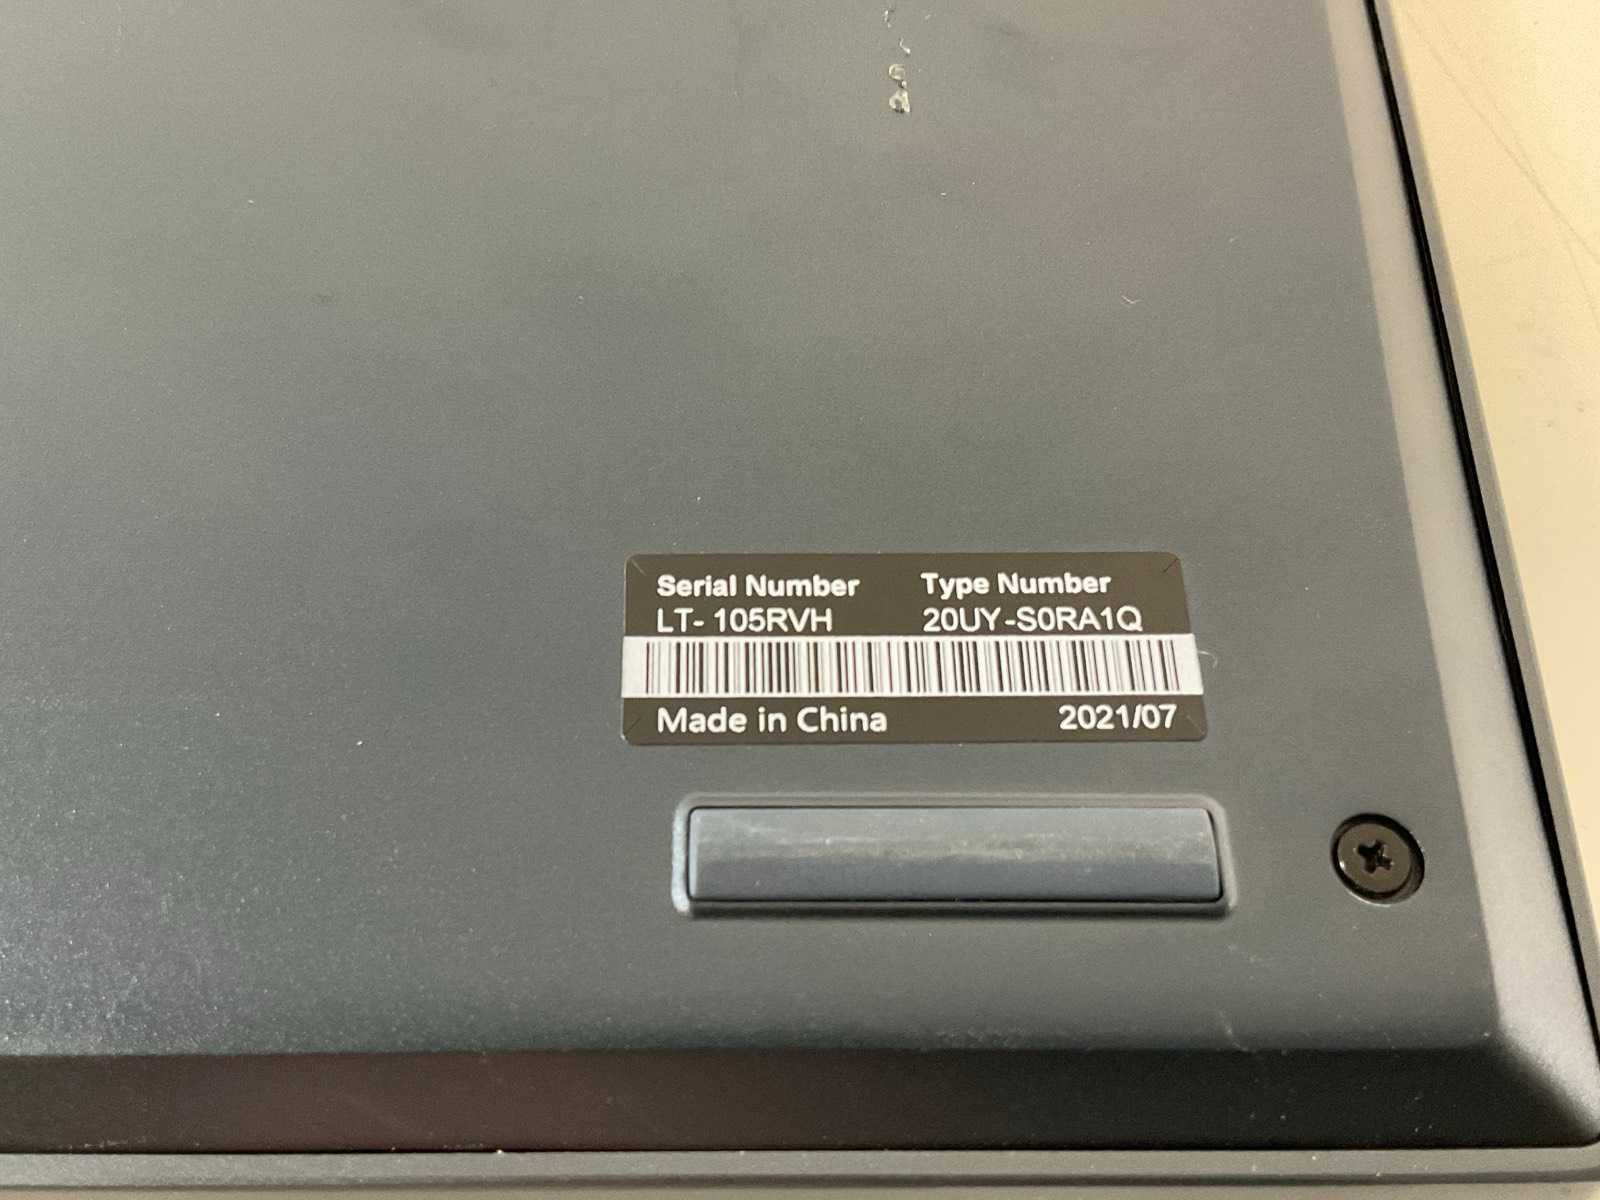 Serial Number Type Number
LT- 105RVH 20UY-S0RA1Q
Made in China 2021/07